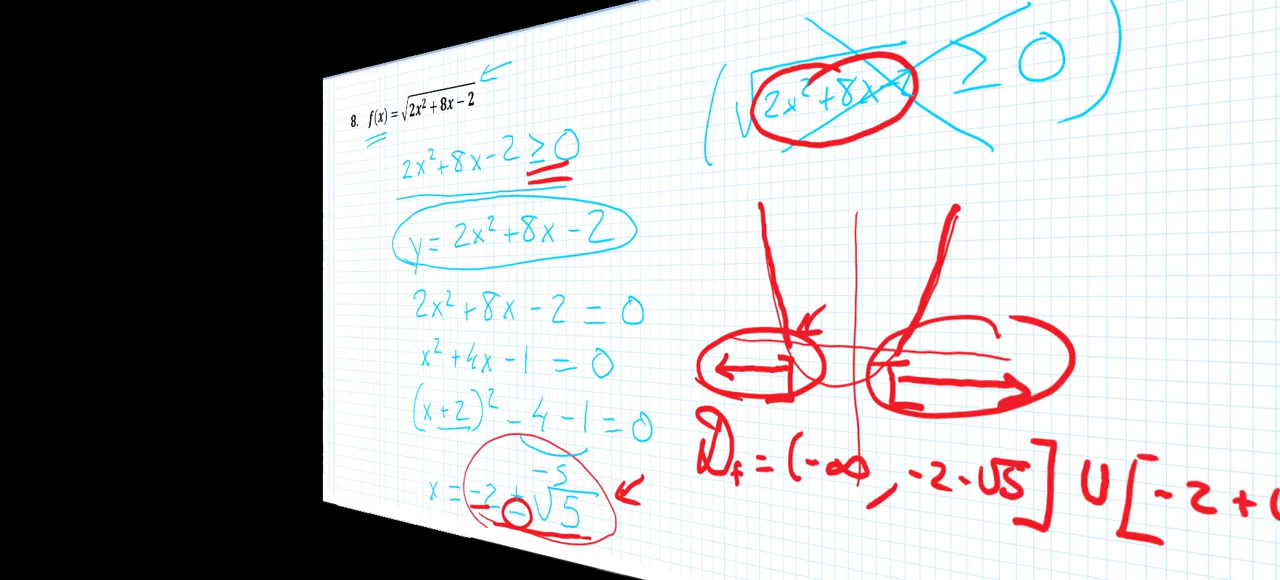 8. f(x) = √(2x² + 8x − 2)
2x² + 8x - 2 ≥ 0
y = 2x² + 8x - 2
2x² + 8x - 2 = 0
x² + 4x - 1 = 0
(x + 2)² - 4 - 1 = 0
-5
x = -2 ± √5
(√2x² + 8x ≥ 0)
D_f = (-∞, -2 - √5] ∪ [-2 +